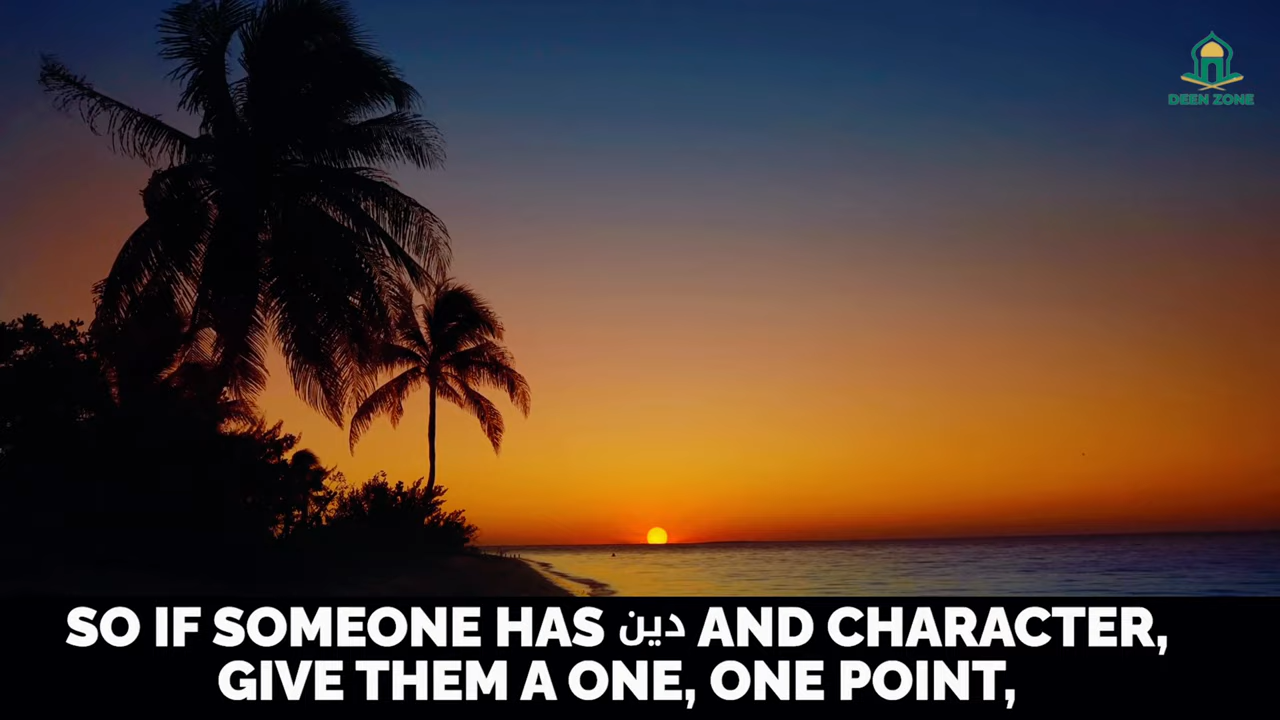 DEEN ZONE
SO IF SOMEONE HAS دين AND CHARACTER,
GIVE THEM A ONE, ONE POINT,